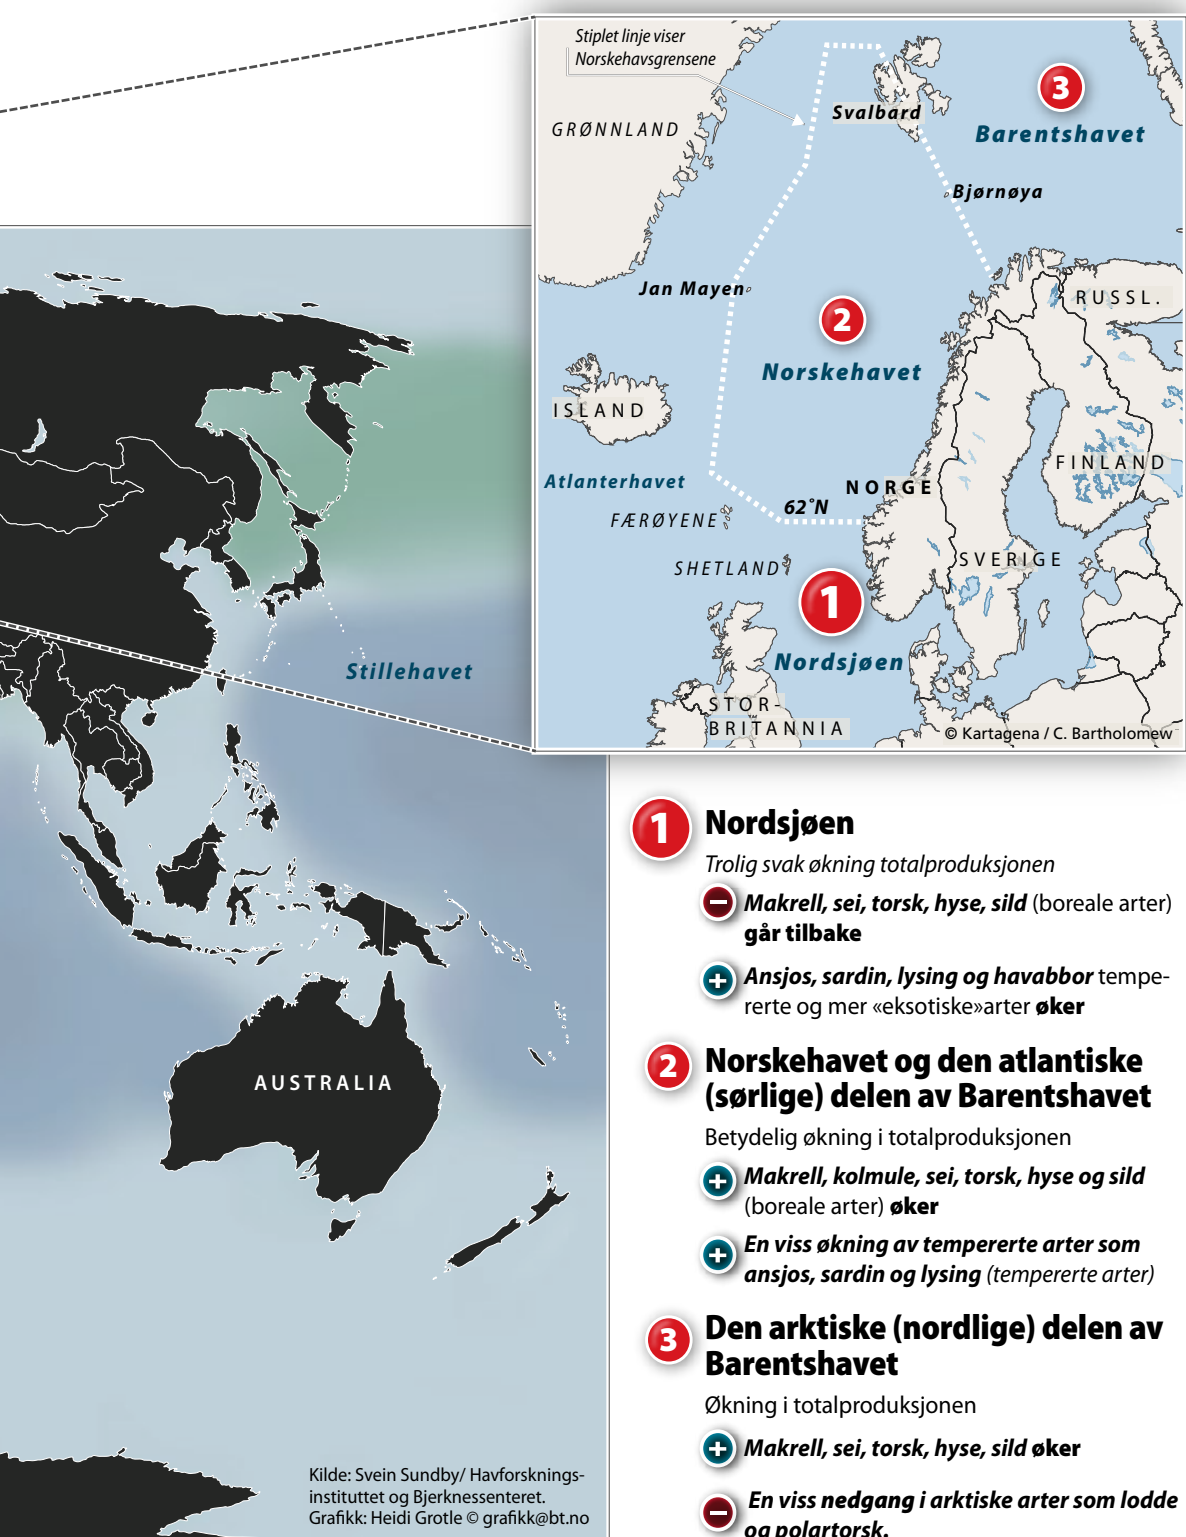 Stiplet linje viser
Norskehavsgrensene
GRØNNLAND
Svalbard
3
Barentshavet
Bjørnøya
Jan Mayen
RUSSL.
2
Norskehavet
ISLAND
FINLAND
Atlanterhavet
NORGE
62°N
FÆRØYENE
SVERIGE
SHETLAND
1
Nordsjøen
STOR-
BRITANNIA
© Kartagena / C. Bartholomew
Stillehavet
AUSTRALIA
Kilde: Svein Sundby/ Havforsknings-
instituttet og Bjerknessenteret.
Grafikk: Heidi Grotle © grafikk@bt.no
1 Nordsjøen
Trolig svak økning totalproduksjonen
Makrell, sei, torsk, hyse, sild (boreale arter)
går tilbake
Ansjos, sardin, lysing og havabbor tempe-
rerte og mer «eksotiske»arter øker
2 Norskehavet og den atlantiske
(sørlige) delen av Barentshavet
Betydelig økning i totalproduksjonen
Makrell, kolmule, sei, torsk, hyse og sild
(boreale arter) øker
En viss økning av tempererte arter som
ansjos, sardin og lysing (tempererte arter)
3 Den arktiske (nordlige) delen av
Barentshavet
Økning i totalproduksjonen
Makrell, sei, torsk, hyse, sild øker
En viss nedgang i arktiske arter som lodde
og polartorsk.